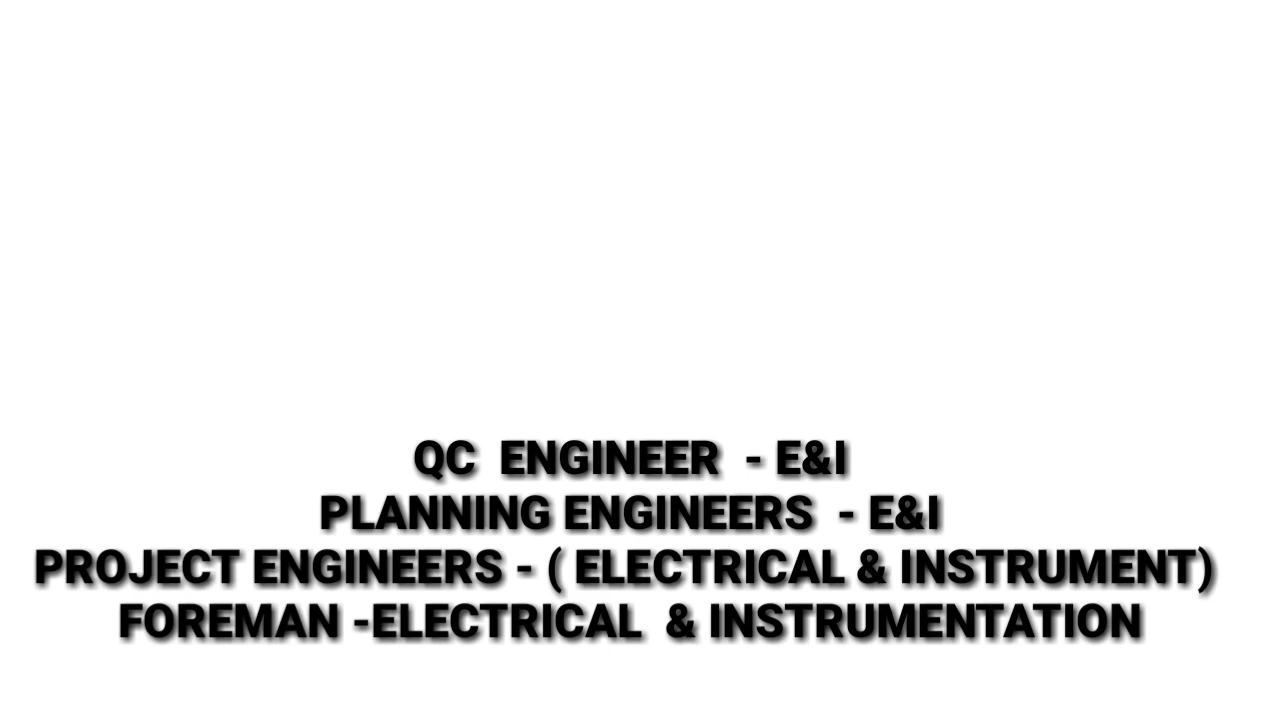 QC  ENGINEER  - E&I
PLANNING ENGINEERS  - E&I
PROJECT ENGINEERS - ( ELECTRICAL & INSTRUMENT)
FOREMAN -ELECTRICAL  & INSTRUMENTATION